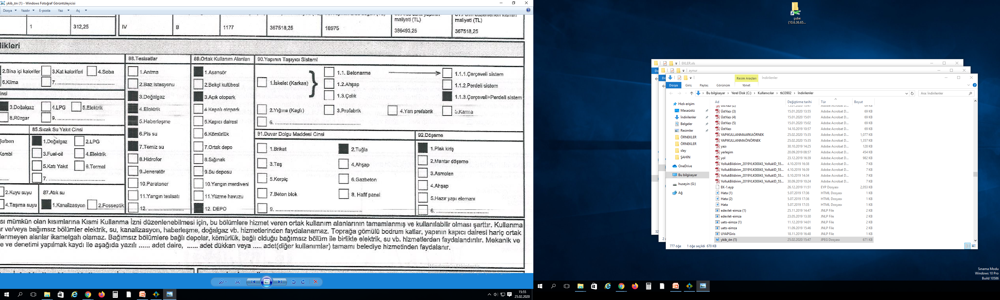 ykib_ön (1) - Windows Fotoğraf Görüntüleyicisi
Dosya Yazdır E-posta Yaz Aç
maliyeti (TL) maliyeti (TL)
1 312,25 IV B 1177 367518,25 18975 386493,25 367518,25
likleri
88.Tesisatlar 89.Ortak Kullanım Alanları 90.Yapının Taşıyıcı Sistemi
2.Bina içi kalorifer 3.Kat kaloriferi 4.Soba
6.Klima 7.
insi
3.Doğalgaz 4.LPG 5.Elektrik
8.Rüzgar 9.
85.Sıcak Su Yakıt Cinsi
Şofben 1.Doğalgaz 2.LPG
3.Fuel-oil 4.Elektrik
Kombi
5.Katı Yakıt 6.Termal
7.
2.Kuyu suyu 87.Atık su
4.Taşıma suyu 1.Kanalizasyon 2.Fosseptik
1.Arıtma
2.Baz istasyonu
3.Doğalgaz
4.Elektrik
5.Haberleşme
6.Pis su
7.Temiz su
8.Hidrofor
9.Jeneratör
10.Paratoner
11.Yangın tesisatı
12.
1.Asansör
2.Bekçi kulübesi
3.Açık otopark
4 Kapalı otopark
5.Kapıcı dairesi
6.Kömürlük
7.Ortak depo
8.Sığınak
9.Su deposu
10.Yangın merdiveni
11.Yüzme havuzu
12. DEPO
1.İskelet (Karkas) 1.1. Betonarme 1.1.1.Çerçeveli sistem
1.2.Ahşap 1.1.2.Perdeli sistem
1.3.Çelik 1.1.3.Çerçeveli+Perdeli sistem
2.Yığma (Kagir) 3.Prefabrik 4.Yarı prefabrik 5.Karma
6.
91.Duvar Dolgu Maddesi Cinsi 92.Döşeme
1.Briket 2.Tuğla 1.Plak kiriş
3.Taş 4.Ahşap 2.Mantar döşeme
5.Kerpiç 6.Gazbeton 3.Asmolen
7.Beton blok 8. Hafif panel 4.Ahşap
9. 5.Hazır yapı elemanı
6.
sı mümkün olan kısımlarına Kısmi Kullanma İzni düzenlenebilmesi için, bu bölümlere hizmet veren ortak kullanım alanlarının tamamlanmış ve kullanılabilir olması şarttır. Kullanma
ar ve/veya bağımsız bölümler elektrik, su, kanalizasyon, haberleşme, doğalgaz vb. hizmetlerinden faydalanamaz. Toprağa gömülü bodrum katlar, yapının kapıcı dairesi hariç ortak
lenmeyen alanlar ikametgah olamaz. Bağımsız bölümlere bağlı depolar, kömürlük, bağlı olduğu bağımsız bölüm ile birlikte elektrik, su vb. hizmetlerden faydalandırılır. Mekanik ve
e ve denetimi yapılmak kaydı ile aşağıda yazılı ...... adet daire, ...... adet dükkan veya ..... adet(diğer kullanımlar) tamamı belediye hizmetinden faydalanır.
Windows'u Etkinleştir
15:55
25.02.2020
şube
(10.6.36.65...
EKLER.xls
aynur
Resim Araçları İndirilenler
Dosya Giriş Paylaş Görünüm Yönet
Bu bilgisayar › Yerel Disk (C:) › Kullanıcılar › tk33902 › İndirilenler
Ara: İndirilenler
Hızlı erişim
Masaüstü
İndirilenler
Belgeler
Resimler
ÖRNEKLER
ÖRNEKLER
slay
ŞAHİN
OneDrive
Bu bilgisayar
huseyin (G:)
Ağ
Ad Değiştirme tarihi Tür Boyut
ÜstYazı (2) 15.01.2020 13:47 Adobe Acrobat D... 69 KB
ÜstYazı (3) 15.01.2020 13:55 Adobe Acrobat D... 69 KB
ÜstYazı (4) 15.01.2020 15:01 Adobe Acrobat D... 69 KB
ÜstYazı (5) 15.01.2020 15:02 Adobe Acrobat D... 69 KB
ÜstYazı 14.10.2019 10:57 Adobe Acrobat D... 69 KB
YAPIKULLANMAARKAÖRNEK 25.02.2020 15:35 Adobe Acrobat D... 1,077 KB
YAPIKULLANMAÖNÖRNEK 25.02.2020 15:35 Adobe Acrobat D... 1,357 KB
yazı 30.10.2019 14:25 Adobe Acrobat D... 128 KB
yerleşim 20.09.2019 08:57 Adobe Acrobat D... 454 KB
yol 23.12.2019 16:39 Adobe Acrobat D... 982 KB
YollukBildirim_2019YLK00043_YollukID_55... 4.10.2019 16:38 Adobe Acrobat D... 7 KB
YollukBildirim_2019YLK00043_YollukID_55... 4.10.2019 16:39 Adobe Acrobat D... 7 KB
YollukBildirim_2019YLK00043_YollukID_55... 8.10.2019 14:34 Adobe Acrobat D... 7 KB
YollukBildirim_2019YLK00043_YollukID_55... 30.09.2019 10:24 Adobe Acrobat D... 7 KB
EK-1.eyp 26.12.2019 11:51 EYP Dosyası 2,053 KB
Hata (1) 5.07.2019 17:36 HTML Dosyası 1 KB
Hata (2) 5.07.2019 17:36 HTML Dosyası 1 KB
Hata 5.07.2019 17:35 HTML Dosyası 1 KB
edevlet-eimza (1) 25.11.2019 14:47 JNLP File 2 KB
edevlet-eimza 23.05.2019 13:30 JNLP File 2 KB
uets-eimza (1) 11.12.2019 14:01 JNLP File 2 KB
uets-eimza 11.09.2019 15:46 JNLP File 2 KB
UYAPGiris 18.11.2019 16:48 JNLP File 1 KB
ykib_ön (1) 25.02.2020 15:47 JPEG Dosyası 671 KB
777 öğe 1 öğe seçildi 670 KB
Sınama Modu
Windows 10 Pro
Build 10586